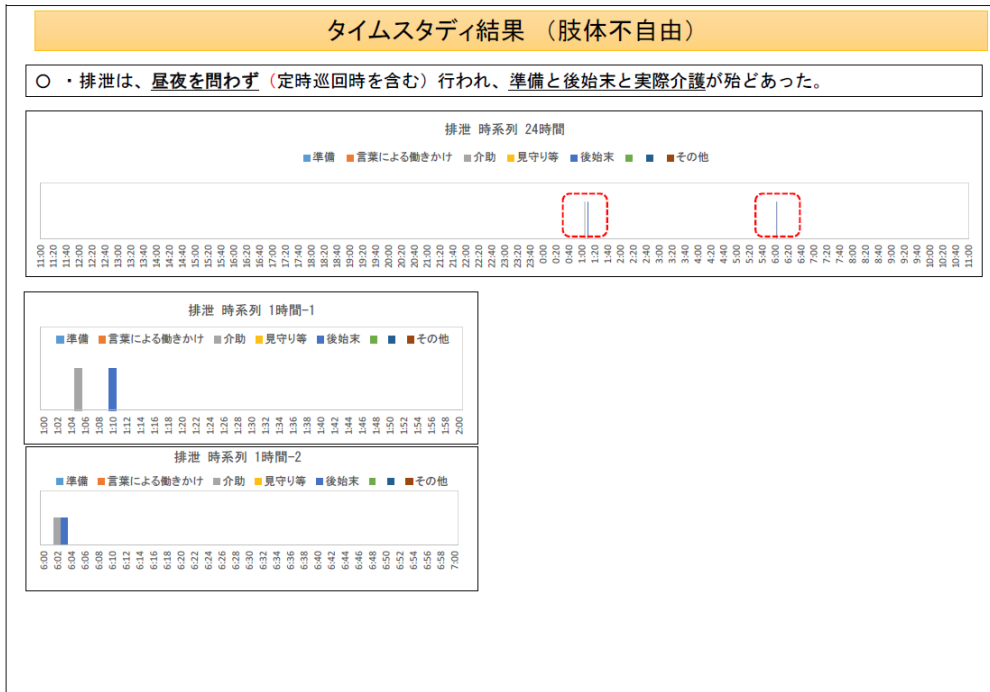 タイムスタディ結果 （肢体不自由）
○ ・排泄は、昼夜を問わず（定時巡回時を含む）行われ、準備と後始末と実際介護が殆どあった。
排泄 時系列 24時間
■準備 ■言葉による働きかけ ■介助 ■見守り等 ■後始末 ■ ■ ■その他
11:00 11:20 11:40 12:00 12:20 12:40 13:00 13:20 13:40 14:00 14:20 14:40 15:00 15:20 15:40 16:00 16:20 16:40 17:00 17:20 17:40 18:00 18:20 18:40 19:00 19:20 19:40 20:00 20:20 20:40 21:00 21:20 21:40 22:00 22:20 22:40 23:00 23:20 23:40 0:00 0:20 0:40 1:00 1:20 1:40 2:00 2:20 2:40 3:00 3:20 3:40 4:00 4:20 4:40 5:00 5:20 5:40 6:00 6:20 6:40 7:00 7:20 7:40 8:00 8:20 8:40 9:00 9:20 9:40 10:00 10:20 10:40 11:00
排泄 時系列 1時間-1
■準備 ■言葉による働きかけ ■介助 ■見守り等 ■後始末 ■ ■ ■その他
1:00 1:02 1:04 1:06 1:08 1:10 1:12 1:14 1:16 1:18 1:20 1:22 1:24 1:26 1:28 1:30 1:32 1:34 1:36 1:38 1:40 1:42 1:44 1:46 1:48 1:50 1:52 1:54 1:56 1:58 2:00
排泄 時系列 1時間-2
■準備 ■言葉による働きかけ ■介助 ■見守り等 ■後始末 ■ ■ ■その他
6:00 6:02 6:04 6:06 6:08 6:10 6:12 6:14 6:16 6:18 6:20 6:22 6:24 6:26 6:28 6:30 6:32 6:34 6:36 6:38 6:40 6:42 6:44 6:46 6:48 6:50 6:52 6:54 6:56 6:58 7:00